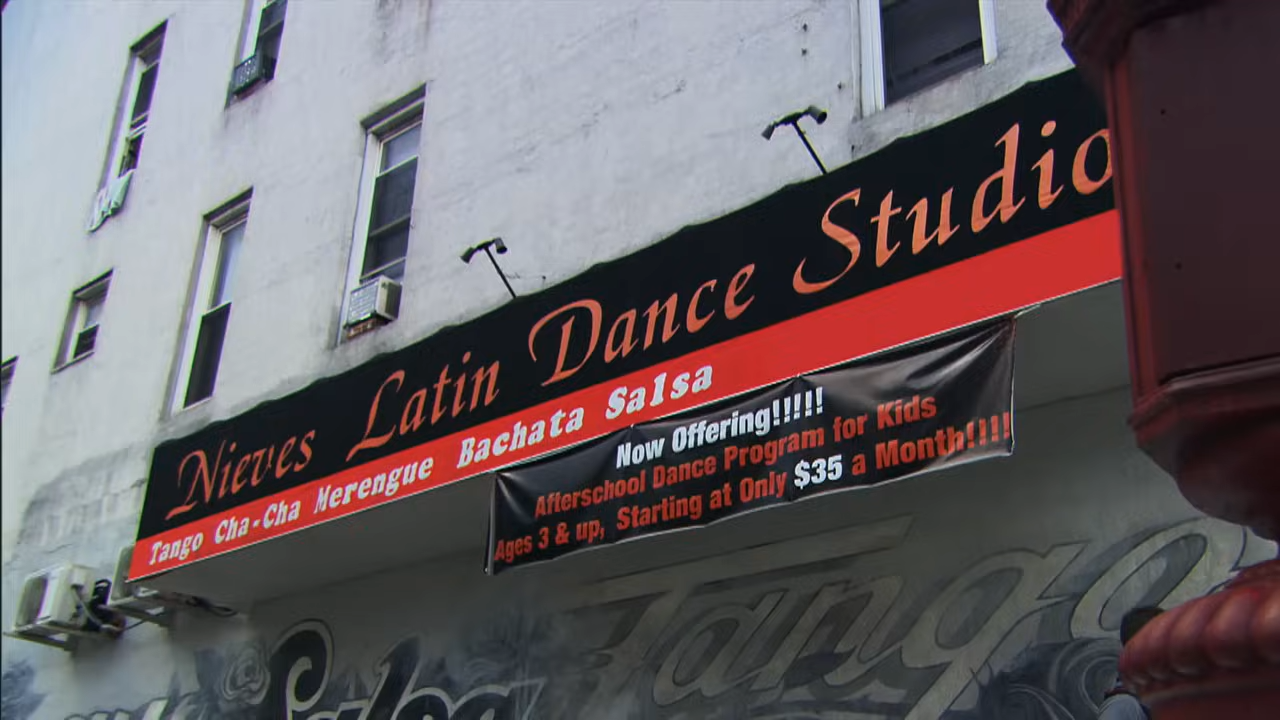 Nieves Latin Dance Studio
Tango Cha-Cha Merengue Bachata Salsa
Now Offering!!!!!
Afterschool Dance Program for Kids
Ages 3 & up, Starting at Only $35 a Month!!!!
Tango
Salsa